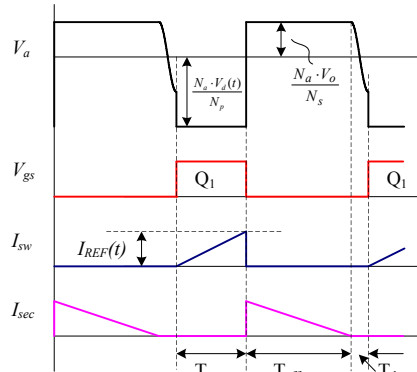 V_a
N_a · V_d(t)
N_p
N_a · V_o
N_s
V_gs
Q_1
Q_1
I_sw
I_REF(t)
I_sec
T
T
T